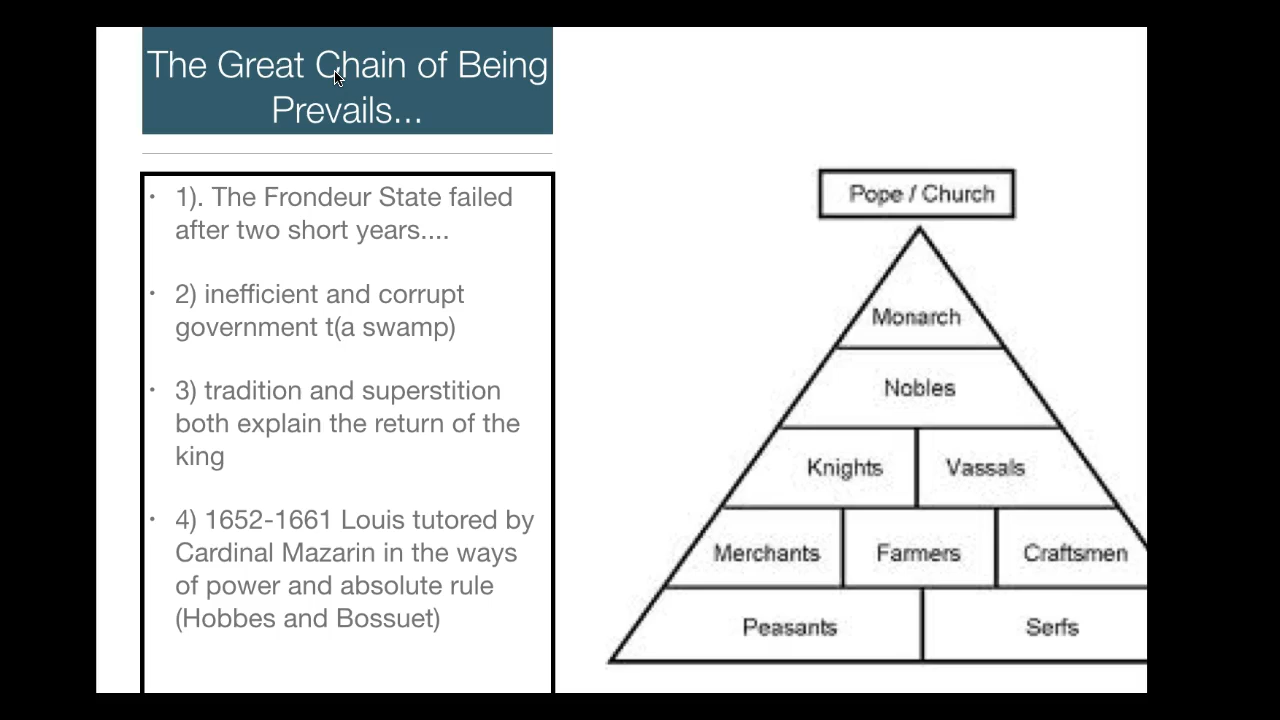 The Great Chain of Being
Prevails...
• 1). The Frondeur State failed
after two short years....
• 2) inefficient and corrupt
government t(a swamp)
• 3) tradition and superstition
both explain the return of the
king
• 4) 1652-1661 Louis tutored by
Cardinal Mazarin in the ways
of power and absolute rule
(Hobbes and Bossuet)
Pope / Church
Monarch
Nobles
Knights Vassals
Merchants Farmers Craftsmen
Peasants Serfs